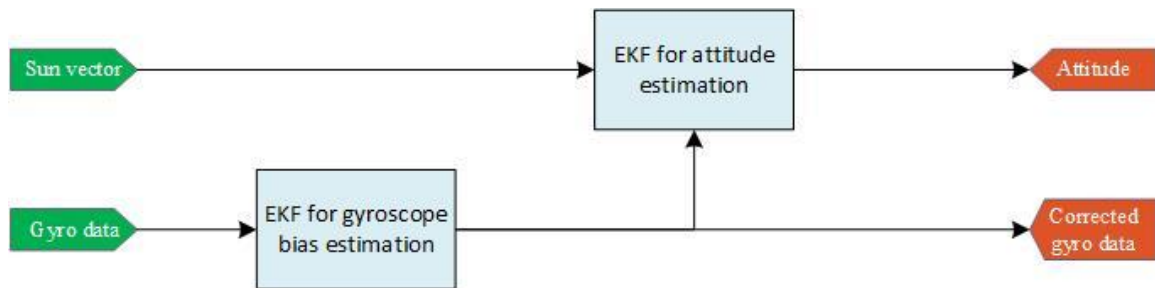 Sun vector
EKF for attitude
estimation
Attitude
Gyro data
EKF for gyroscope
bias estimation
Corrected
gyro data